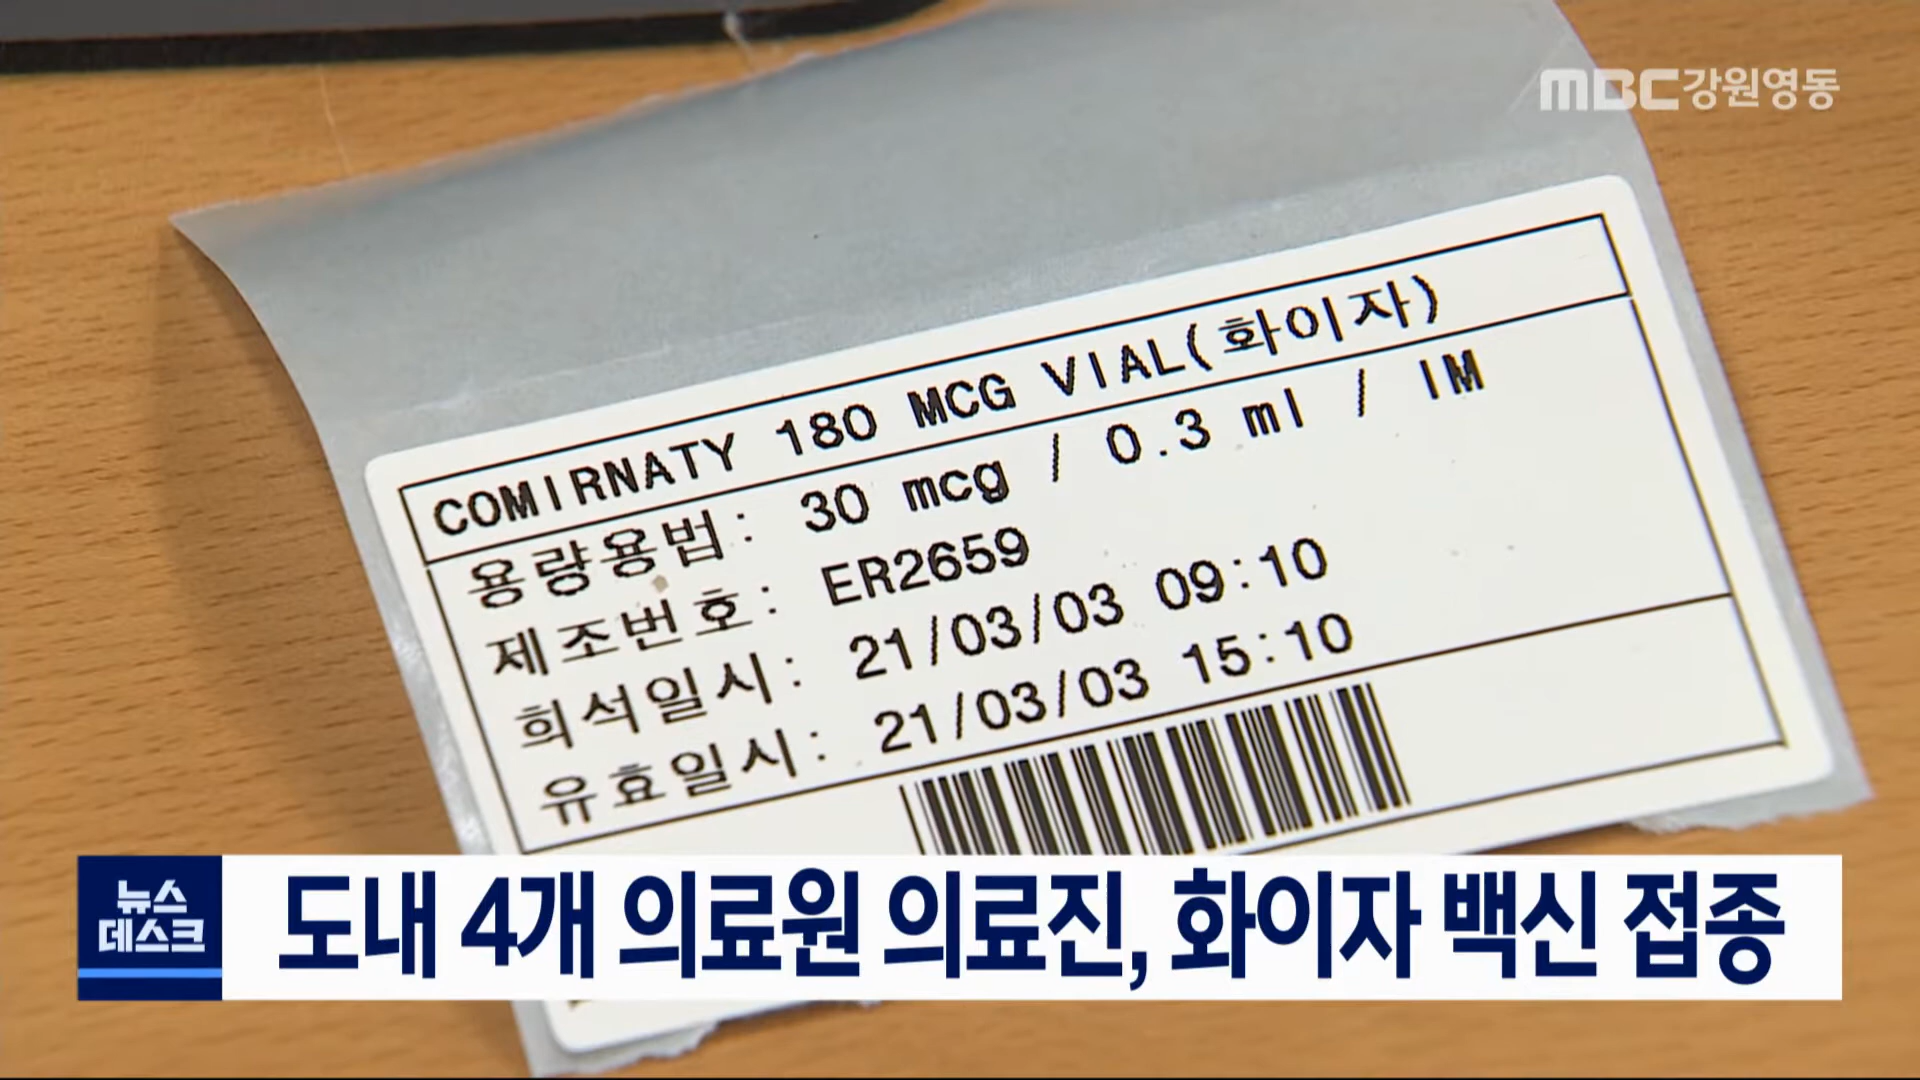 MBC강원영동
COMIRNATY 180 MCG VIAL(화이자)
용량용법: 30 mcg / 0.3 ml / IM
제조번호: ER2659
희석일시: 21/03/03 09:10
유효일시: 21/03/03 15:10
뉴스
데스크
도내 4개 의료원 의료진, 화이자 백신 접종